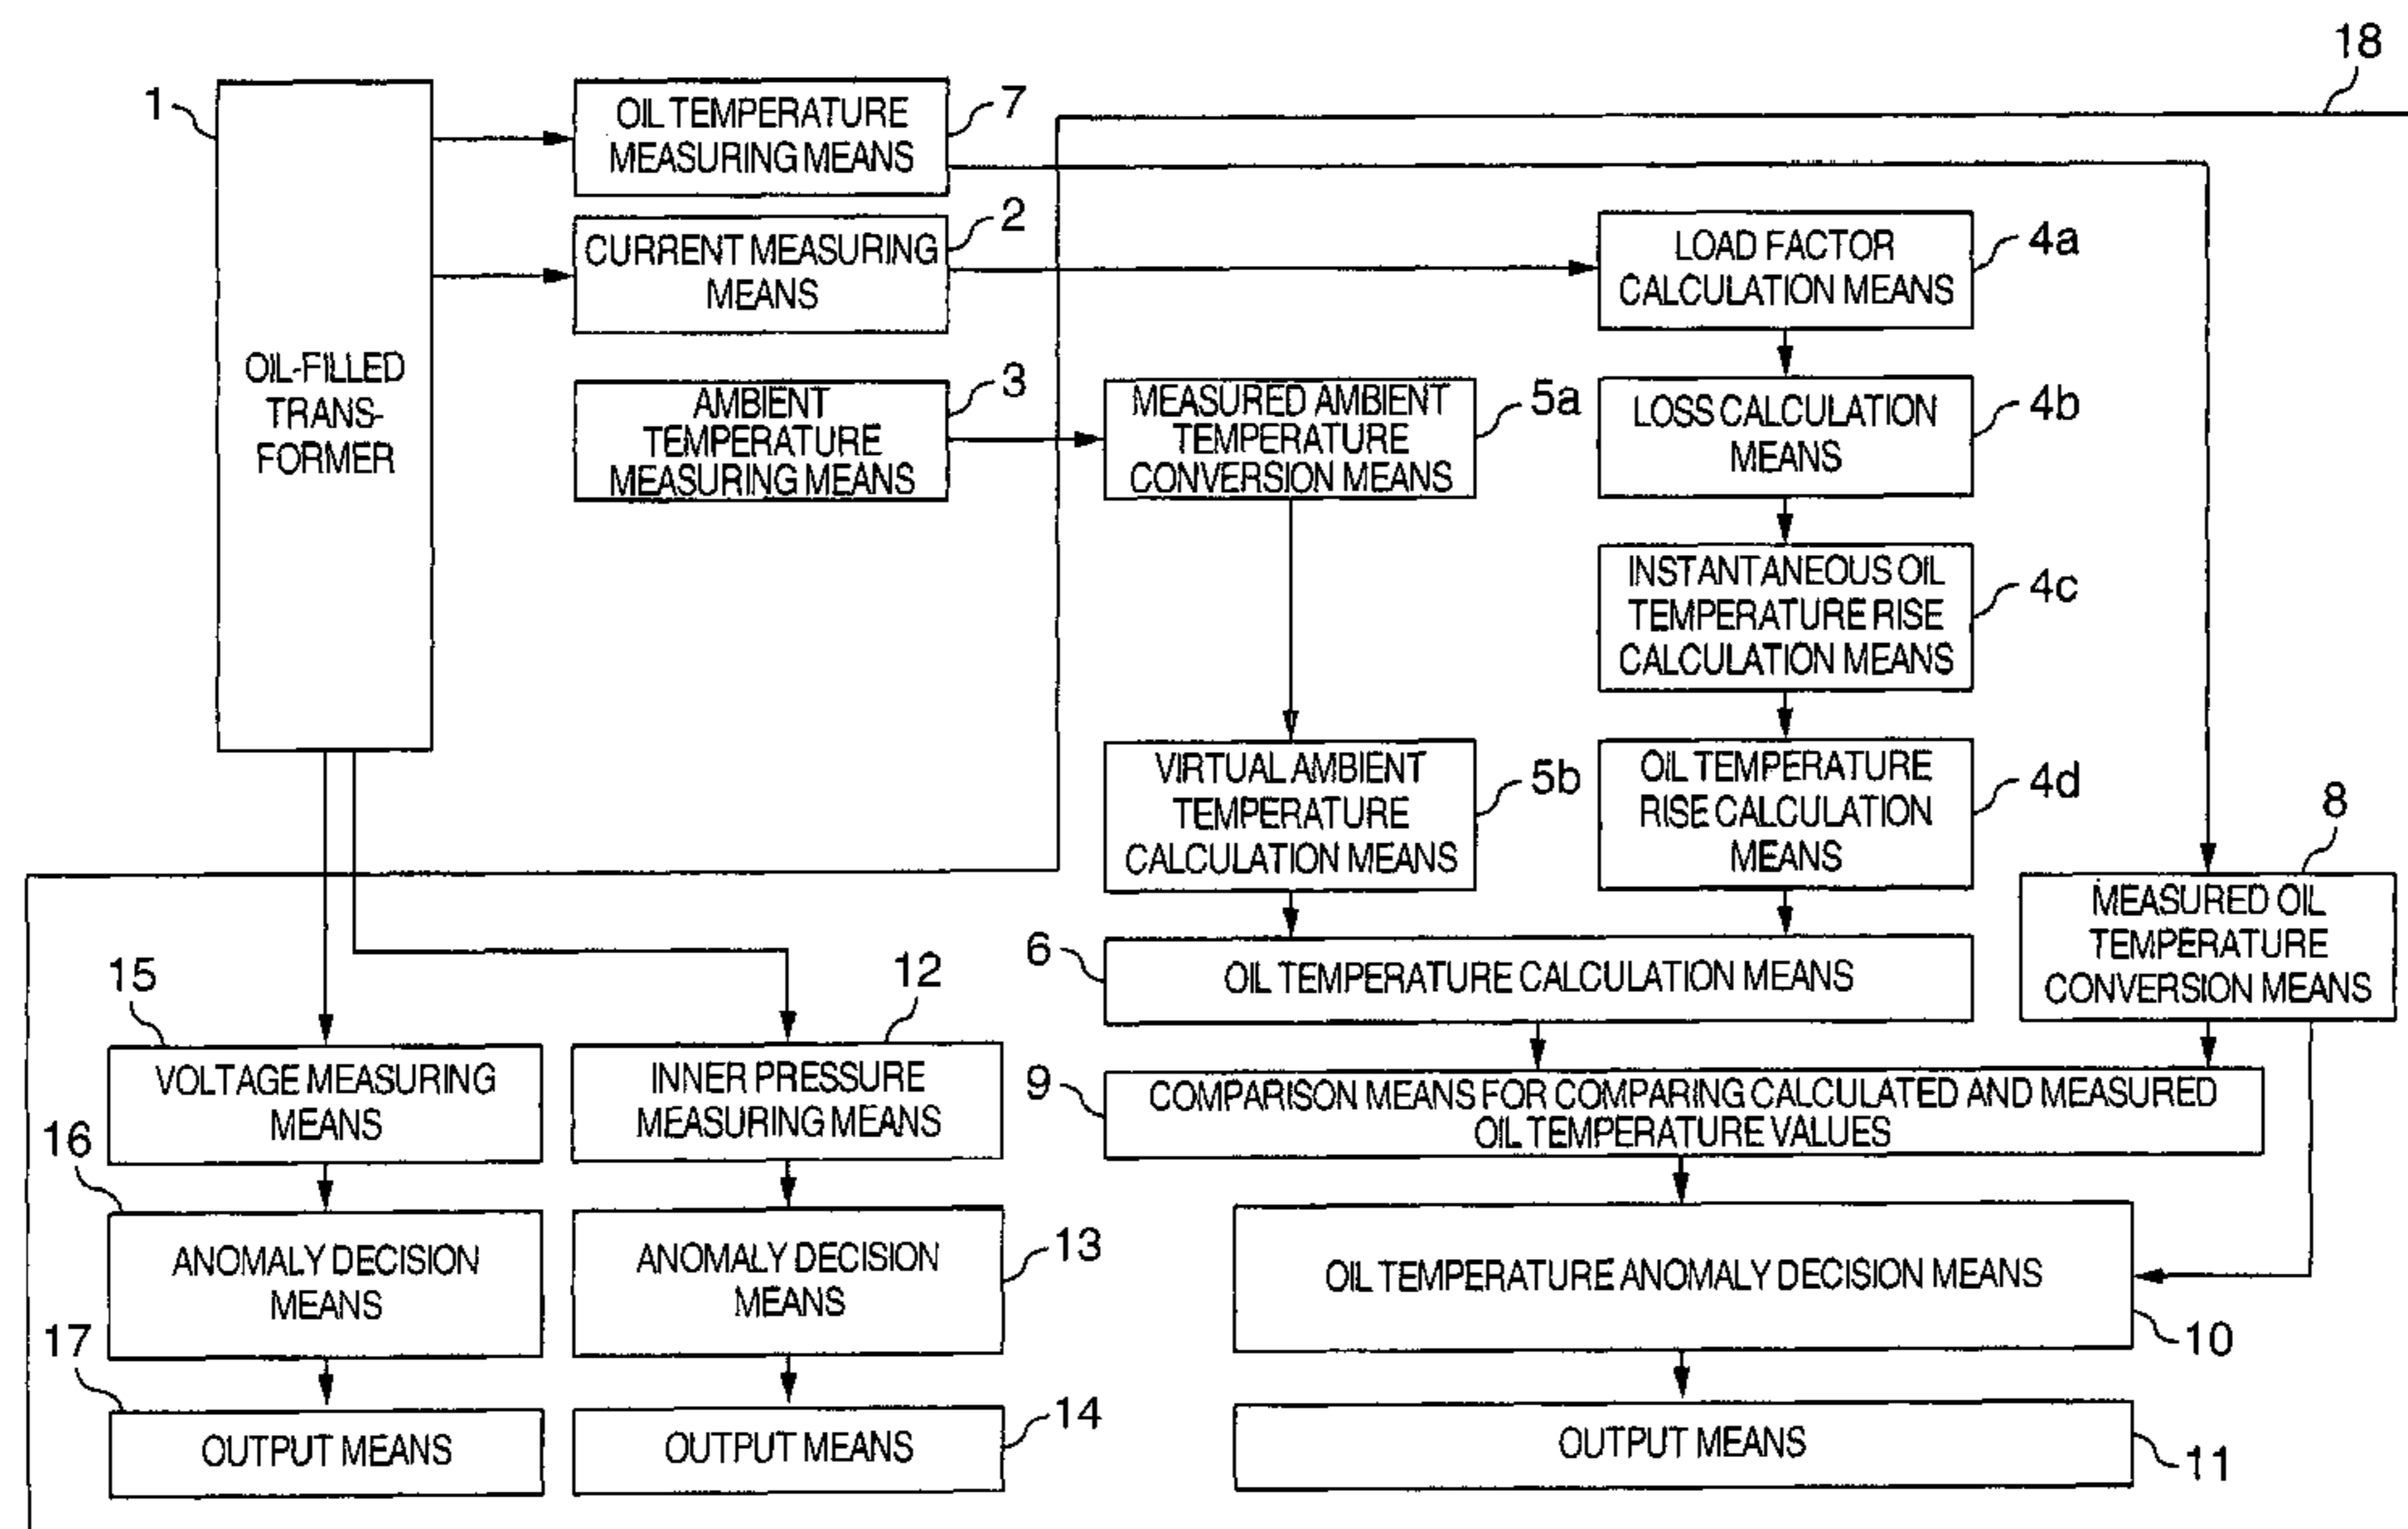 18
1
OIL TEMPERATURE
MEASURING MEANS
7
CURRENT MEASURING
MEANS
2
LOAD FACTOR
CALCULATION MEANS
4a
OIL-FILLED
TRANS-
FORMER
AMBIENT
TEMPERATURE
MEASURING MEANS
3
MEASURED AMBIENT
TEMPERATURE
CONVERSION MEANS
5a
LOSS CALCULATION
MEANS
4b
INSTANTANEOUS OIL
TEMPERATURE RISE
CALCULATION MEANS
4c
VIRTUAL AMBIENT
TEMPERATURE
CALCULATION MEANS
5b
OIL TEMPERATURE
RISE CALCULATION
MEANS
4d
8
MEASURED OIL
TEMPERATURE
CONVERSION MEANS
6
OIL TEMPERATURE CALCULATION MEANS
15
VOLTAGE MEASURING
MEANS
12
INNER PRESSURE
MEASURING MEANS
9
COMPARISON MEANS FOR COMPARING CALCULATED AND MEASURED
OIL TEMPERATURE VALUES
16
ANOMALY DECISION
MEANS
ANOMALY DECISION
MEANS
13
OIL TEMPERATURE ANOMALY DECISION MEANS
10
17
OUTPUT MEANS
OUTPUT MEANS
14
OUTPUT MEANS
11